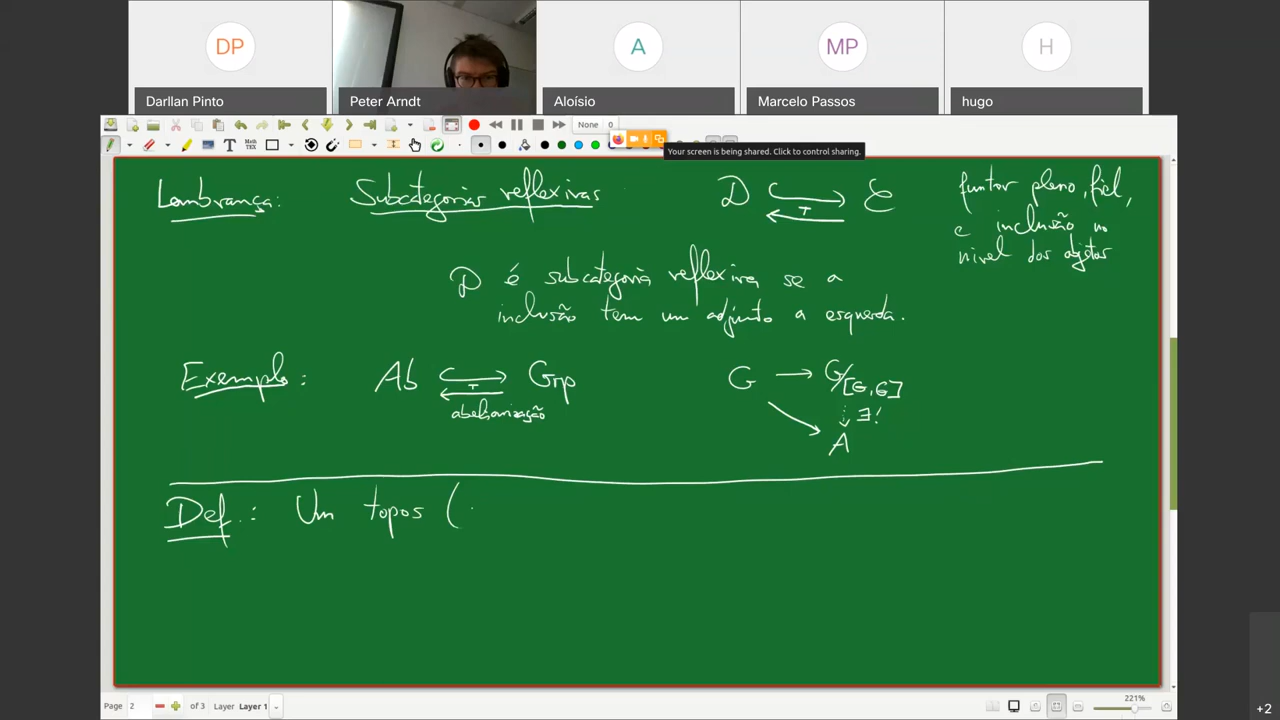 DP
A
MP
H
Darllan Pinto
Peter Arndt
Aloísio
Marcelo Passos
hugo
None 0
Your screen is being shared. Click to control sharing.
Lembrança: Subcategorias reflexivas D ⊤ E funtor pleno, fiel,
e inclusão no
nivel dos objetos
D é subcategoria reflexiva se a
inclusão tem um adjunto a esquerda.
Exemplo: Ab ⊤ Grp G → G/[G,G]
abelianização ∃!
A
Def.: Um topos (
Page 2 of 3 Layer Layer 1 221%
+2